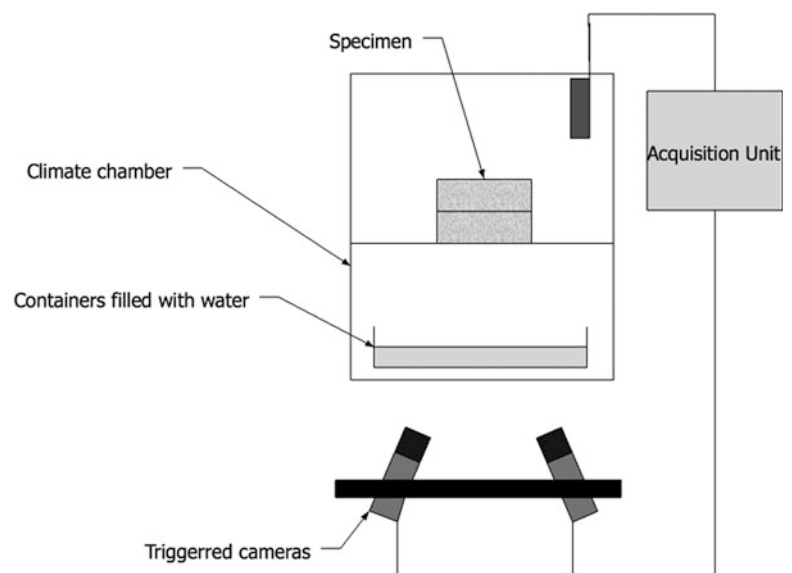 Specimen
Acquisition Unit
Climate chamber
Containers filled with water
Triggerred cameras